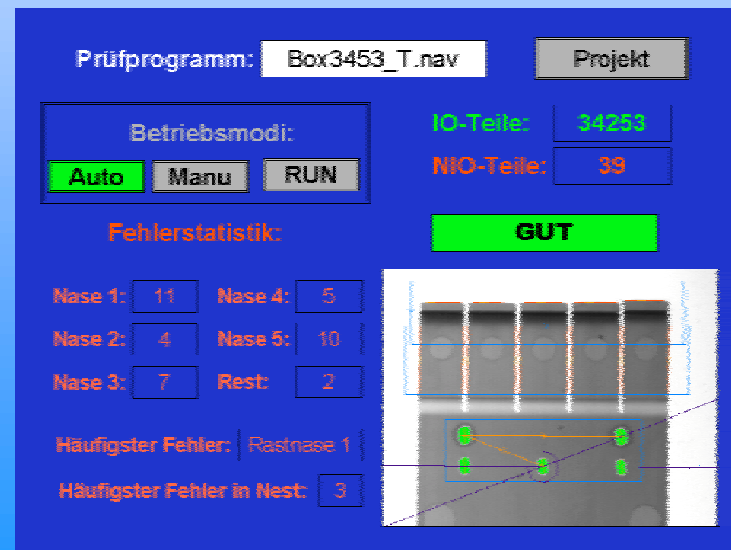 Prüfprogramm: Box3453_T.nav Projekt
Betriebsmodi:
Auto Manu RUN
IO-Teile: 34253
NIO-Teile: 39
Fehlerstatistik:
GUT
Nase 1: 11 Nase 4: 5
Nase 2: 4 Nase 5: 10
Nase 3: 7 Rest: 2
Häufigster Fehler: Rastnase 1
Häufigster Fehler in Nest: 3